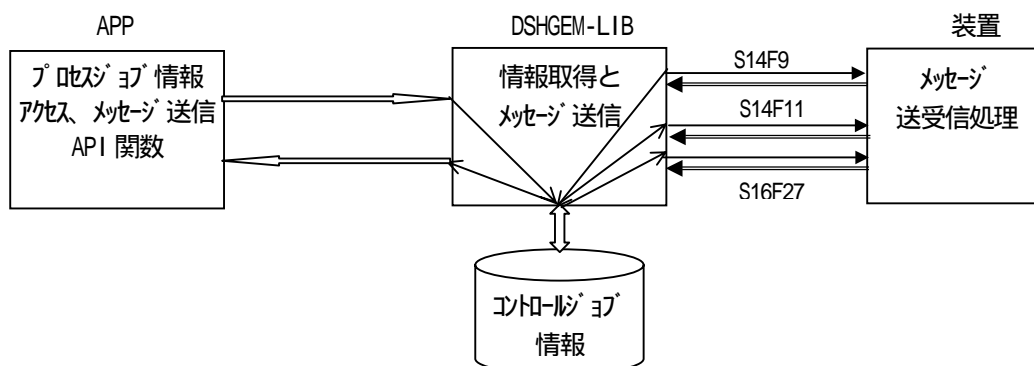 APP
DSHGEM-LIB
装置
プロセスジョブ情報
アクセス、メッセージ送信
API関数
情報取得と
メッセージ送信
S14F9
S14F11
S16F27
メッセージ
送受信処理
コントロールジョブ
情報